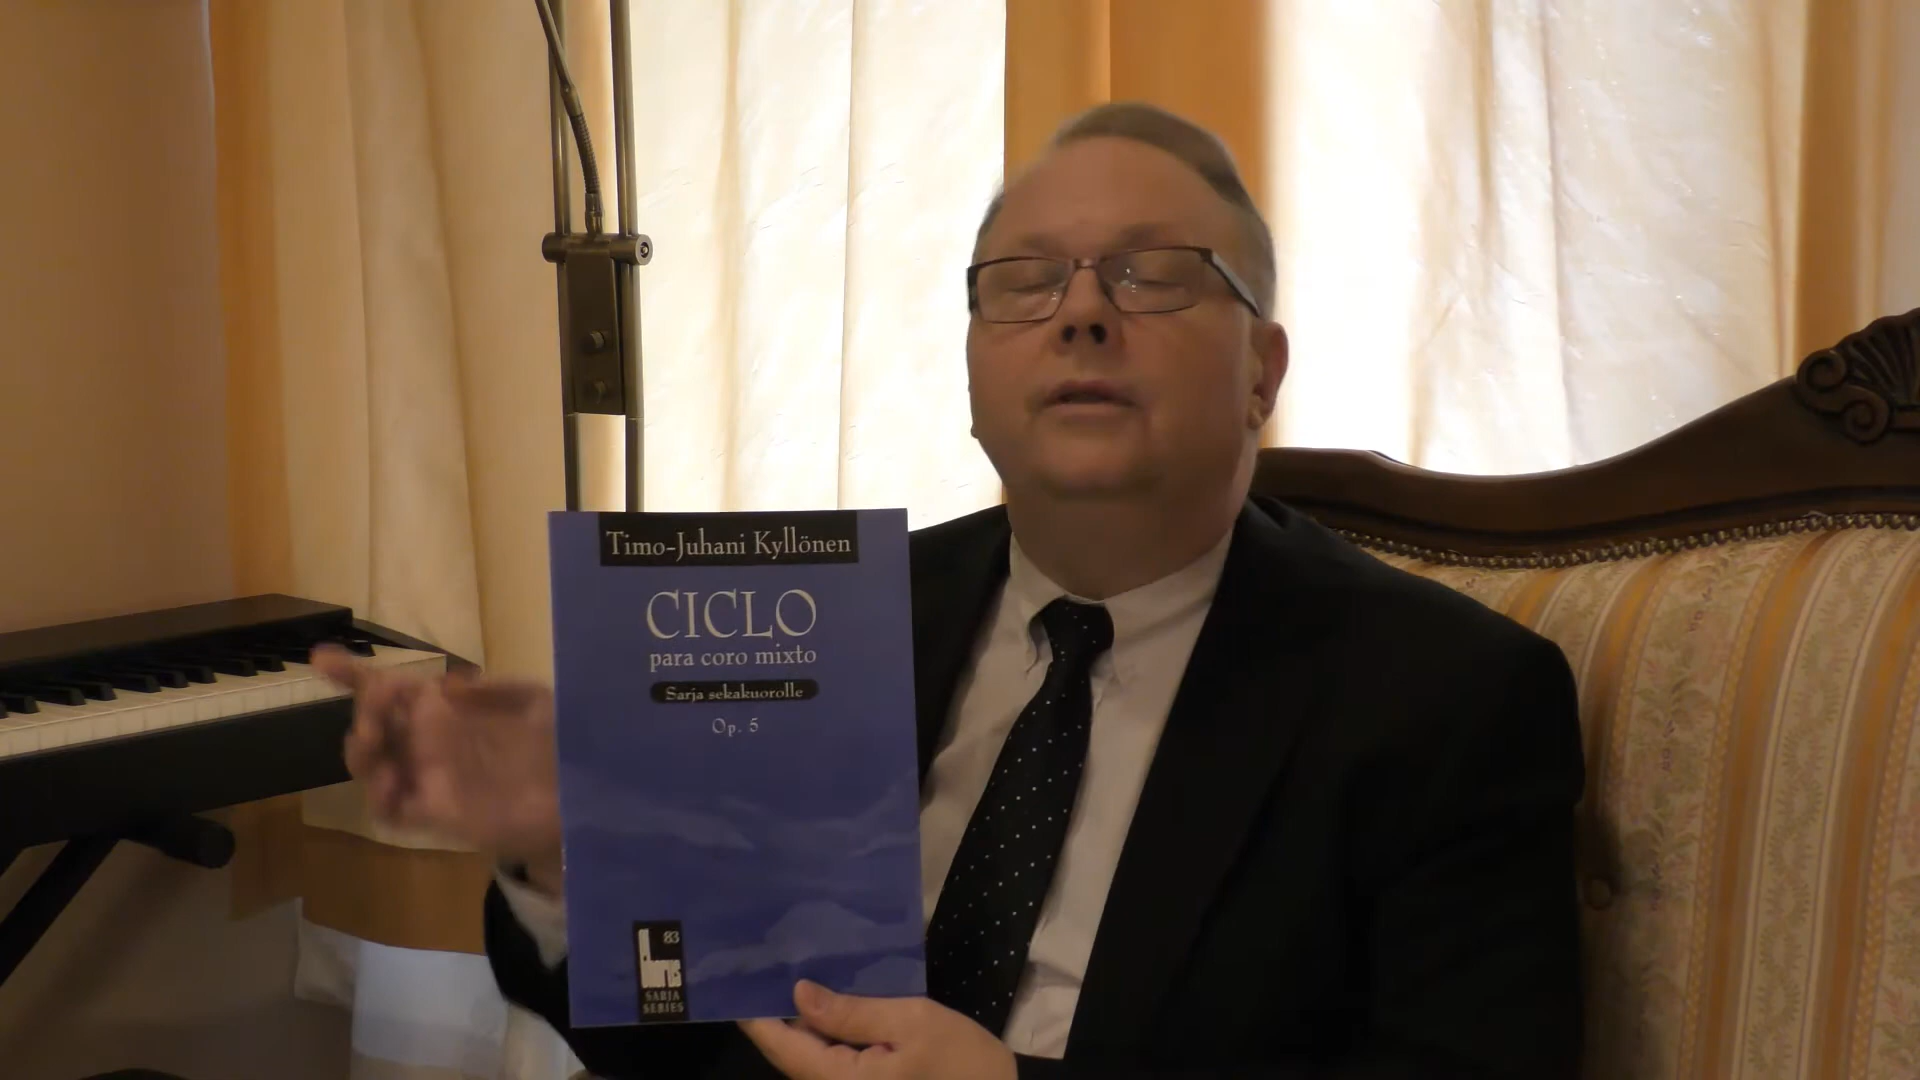 Timo-Juhani Kyllönen
CICLO
para coro mixto
Sarja sekakuorolle
Op. 5
83
SARJA
SERIES